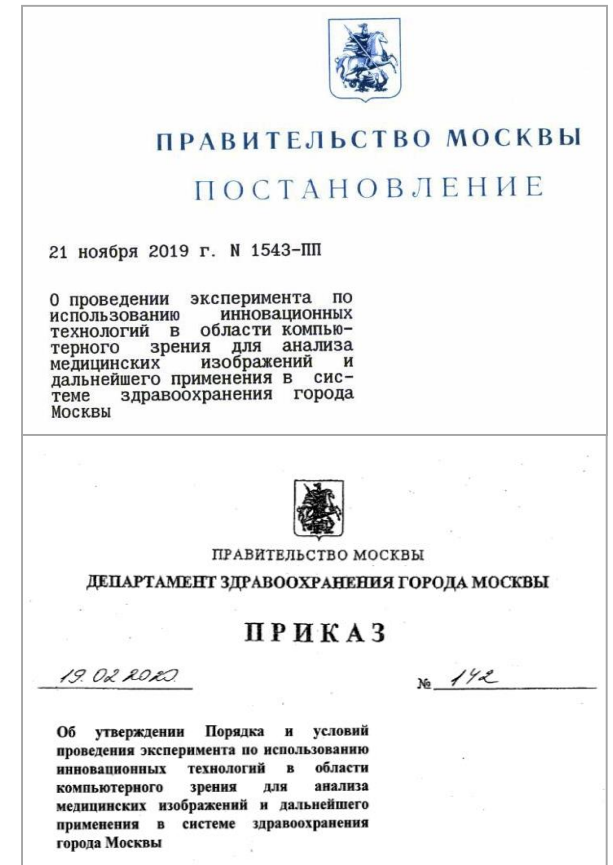 ПРАВИТЕЛЬСТВО МОСКВЫ
ПОСТАНОВЛЕНИЕ
21 ноября 2019 г. N 1543-ПП
О проведении эксперимента по
использованию инновационных
технологий в области компью-
терного зрения для анализа
медицинских изображений и
дальнейшего применения в сис-
теме здравоохранения города
Москвы
ПРАВИТЕЛЬСТВО МОСКВЫ
ДЕПАРТАМЕНТ ЗДРАВООХРАНЕНИЯ ГОРОДА МОСКВЫ
ПРИКАЗ
19.02.2020 № 142
Об утверждении Порядка и условий
проведения эксперимента по использованию
инновационных технологий в области
компьютерного зрения для анализа
медицинских изображений и дальнейшего
применения в системе здравоохранения
города Москвы